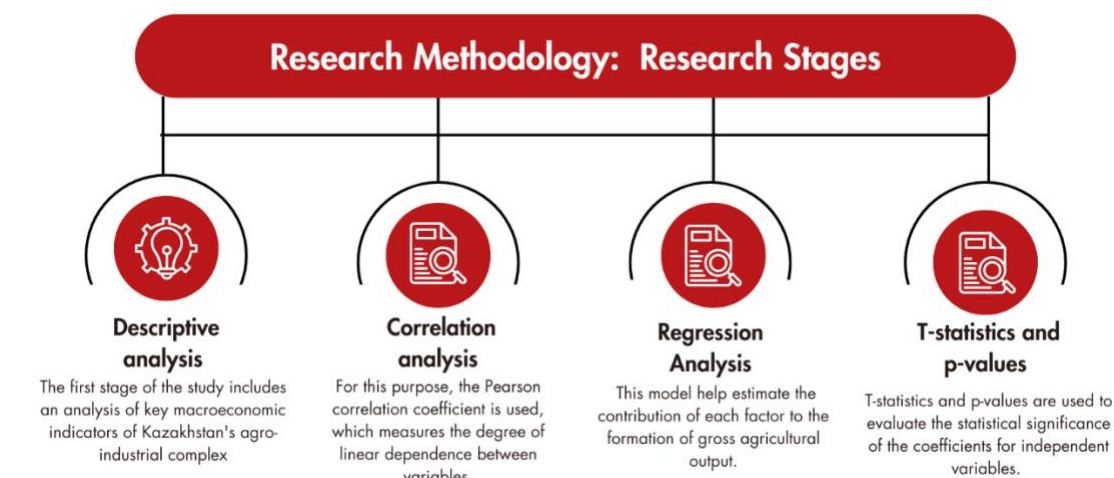 Research Methodology: Research Stages
Descriptive
analysis
The first stage of the study includes
an analysis of key macroeconomic
indicators of Kazakhstan's agro-
industrial complex
Correlation
analysis
For this purpose, the Pearson
correlation coefficient is used,
which measures the degree of
linear dependence between
variables
Regression
Analysis
This model help estimate the
contribution of each factor to the
formation of gross agricultural
output.
T-statistics and
p-values
T-statistics and p-values are used to
evaluate the statistical significance
of the coefficients for independent
variables.